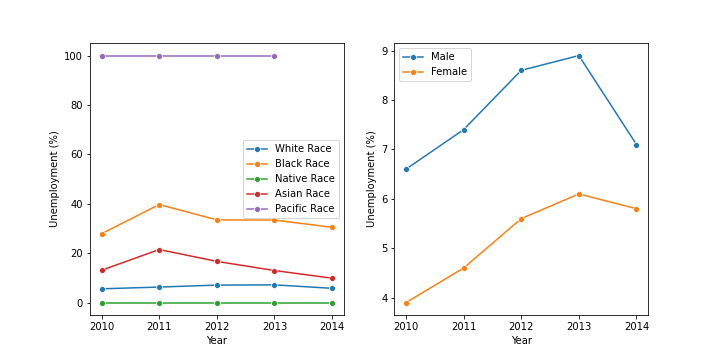 100
80
60
40
20
0
Unemployment (%)
2010 2011 2012 2013 2014
Year
White Race
Black Race
Native Race
Asian Race
Pacific Race
9
8
7
6
5
4
Unemployment (%)
2010 2011 2012 2013 2014
Year
Male
Female